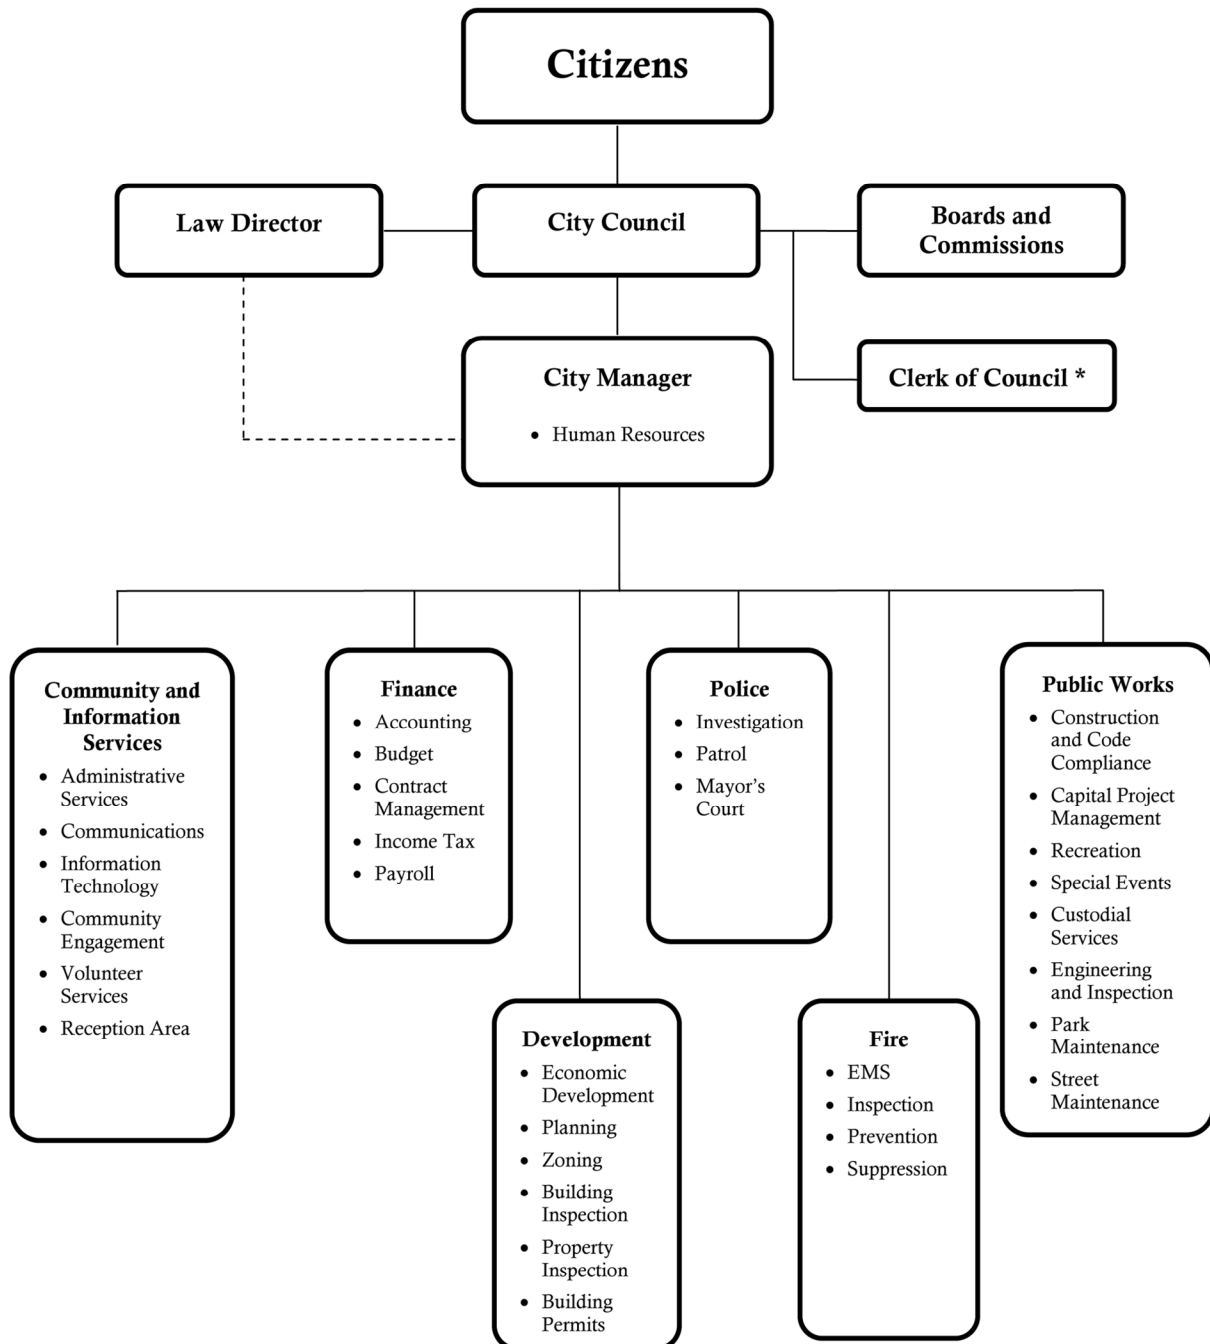 Citizens
Law Director
City Council
Boards and
Commissions
City Manager
• Human Resources
Clerk of Council *
Community and
Information
Services
• Administrative
Services
• Communications
• Information
Technology
• Community
Engagement
• Volunteer
Services
• Reception Area
Finance
• Accounting
• Budget
• Contract
Management
• Income Tax
• Payroll
Police
• Investigation
• Patrol
• Mayor’s
Court
Public Works
• Construction
and Code
Compliance
• Capital Project
Management
• Recreation
• Special Events
• Custodial
Services
• Engineering
and Inspection
• Park
Maintenance
• Street
Maintenance
Development
• Economic
Development
• Planning
• Zoning
• Building
Inspection
• Property
Inspection
• Building
Permits
Fire
• EMS
• Inspection
• Prevention
• Suppression